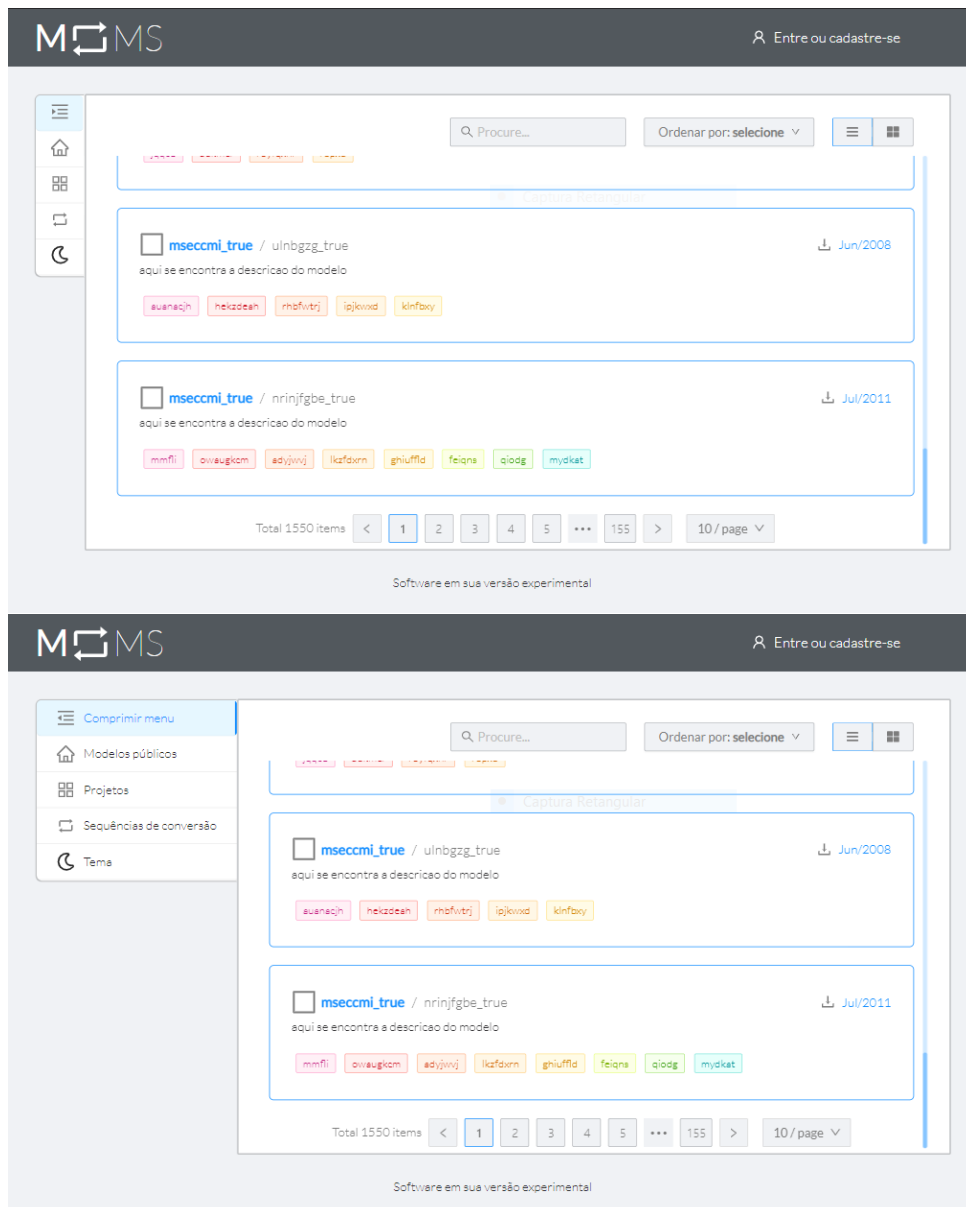 M MS
Entre ou cadastre-se
Procure...
Ordenar por: selecione
Captura Retangular
mseccmi_true / ulnbgzg_true
Jun/2008
aqui se encontra a descricao do modelo
auanacjh hekzdeah rhbfwtrj ipjkwxd klnfbxy
mseccmi_true / nrinjfgbe_true
Jul/2011
aqui se encontra a descricao do modelo
mmfli owaugkcm adyjwvj lkzfdxrn ghiuffld feiqns qiodg mydkat
Total 1550 items < 1 2 3 4 5 ••• 155 > 10 / page
Software em sua versão experimental
M MS
Entre ou cadastre-se
Comprimir menu
Modelos públicos
Projetos
Sequências de conversão
Tema
Procure...
Ordenar por: selecione
Captura Retangular
mseccmi_true / ulnbgzg_true
Jun/2008
aqui se encontra a descricao do modelo
auanacjh hekzdeah rhbfwtrj ipjkwxd klnfbxy
mseccmi_true / nrinjfgbe_true
Jul/2011
aqui se encontra a descricao do modelo
mmfli owaugkcm adyjwvj lkzfdxrn ghiuffld feiqns qiodg mydkat
Total 1550 items < 1 2 3 4 5 ••• 155 > 10 / page
Software em sua versão experimental